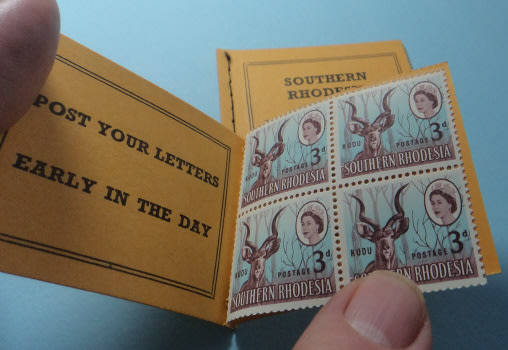 POST YOUR LETTERS
EARLY IN THE DAY
SOUTHERN
KUDU
POSTAGE
3d
SOUTHERN RHODESIA
KUDU
POSTAGE
3d
SOUTHERN RHODESIA
KUDU
POSTAGE
3d
SOUTHERN RHODESIA
KUDU
POSTAGE
3d
SOUTHERN RHODESIA